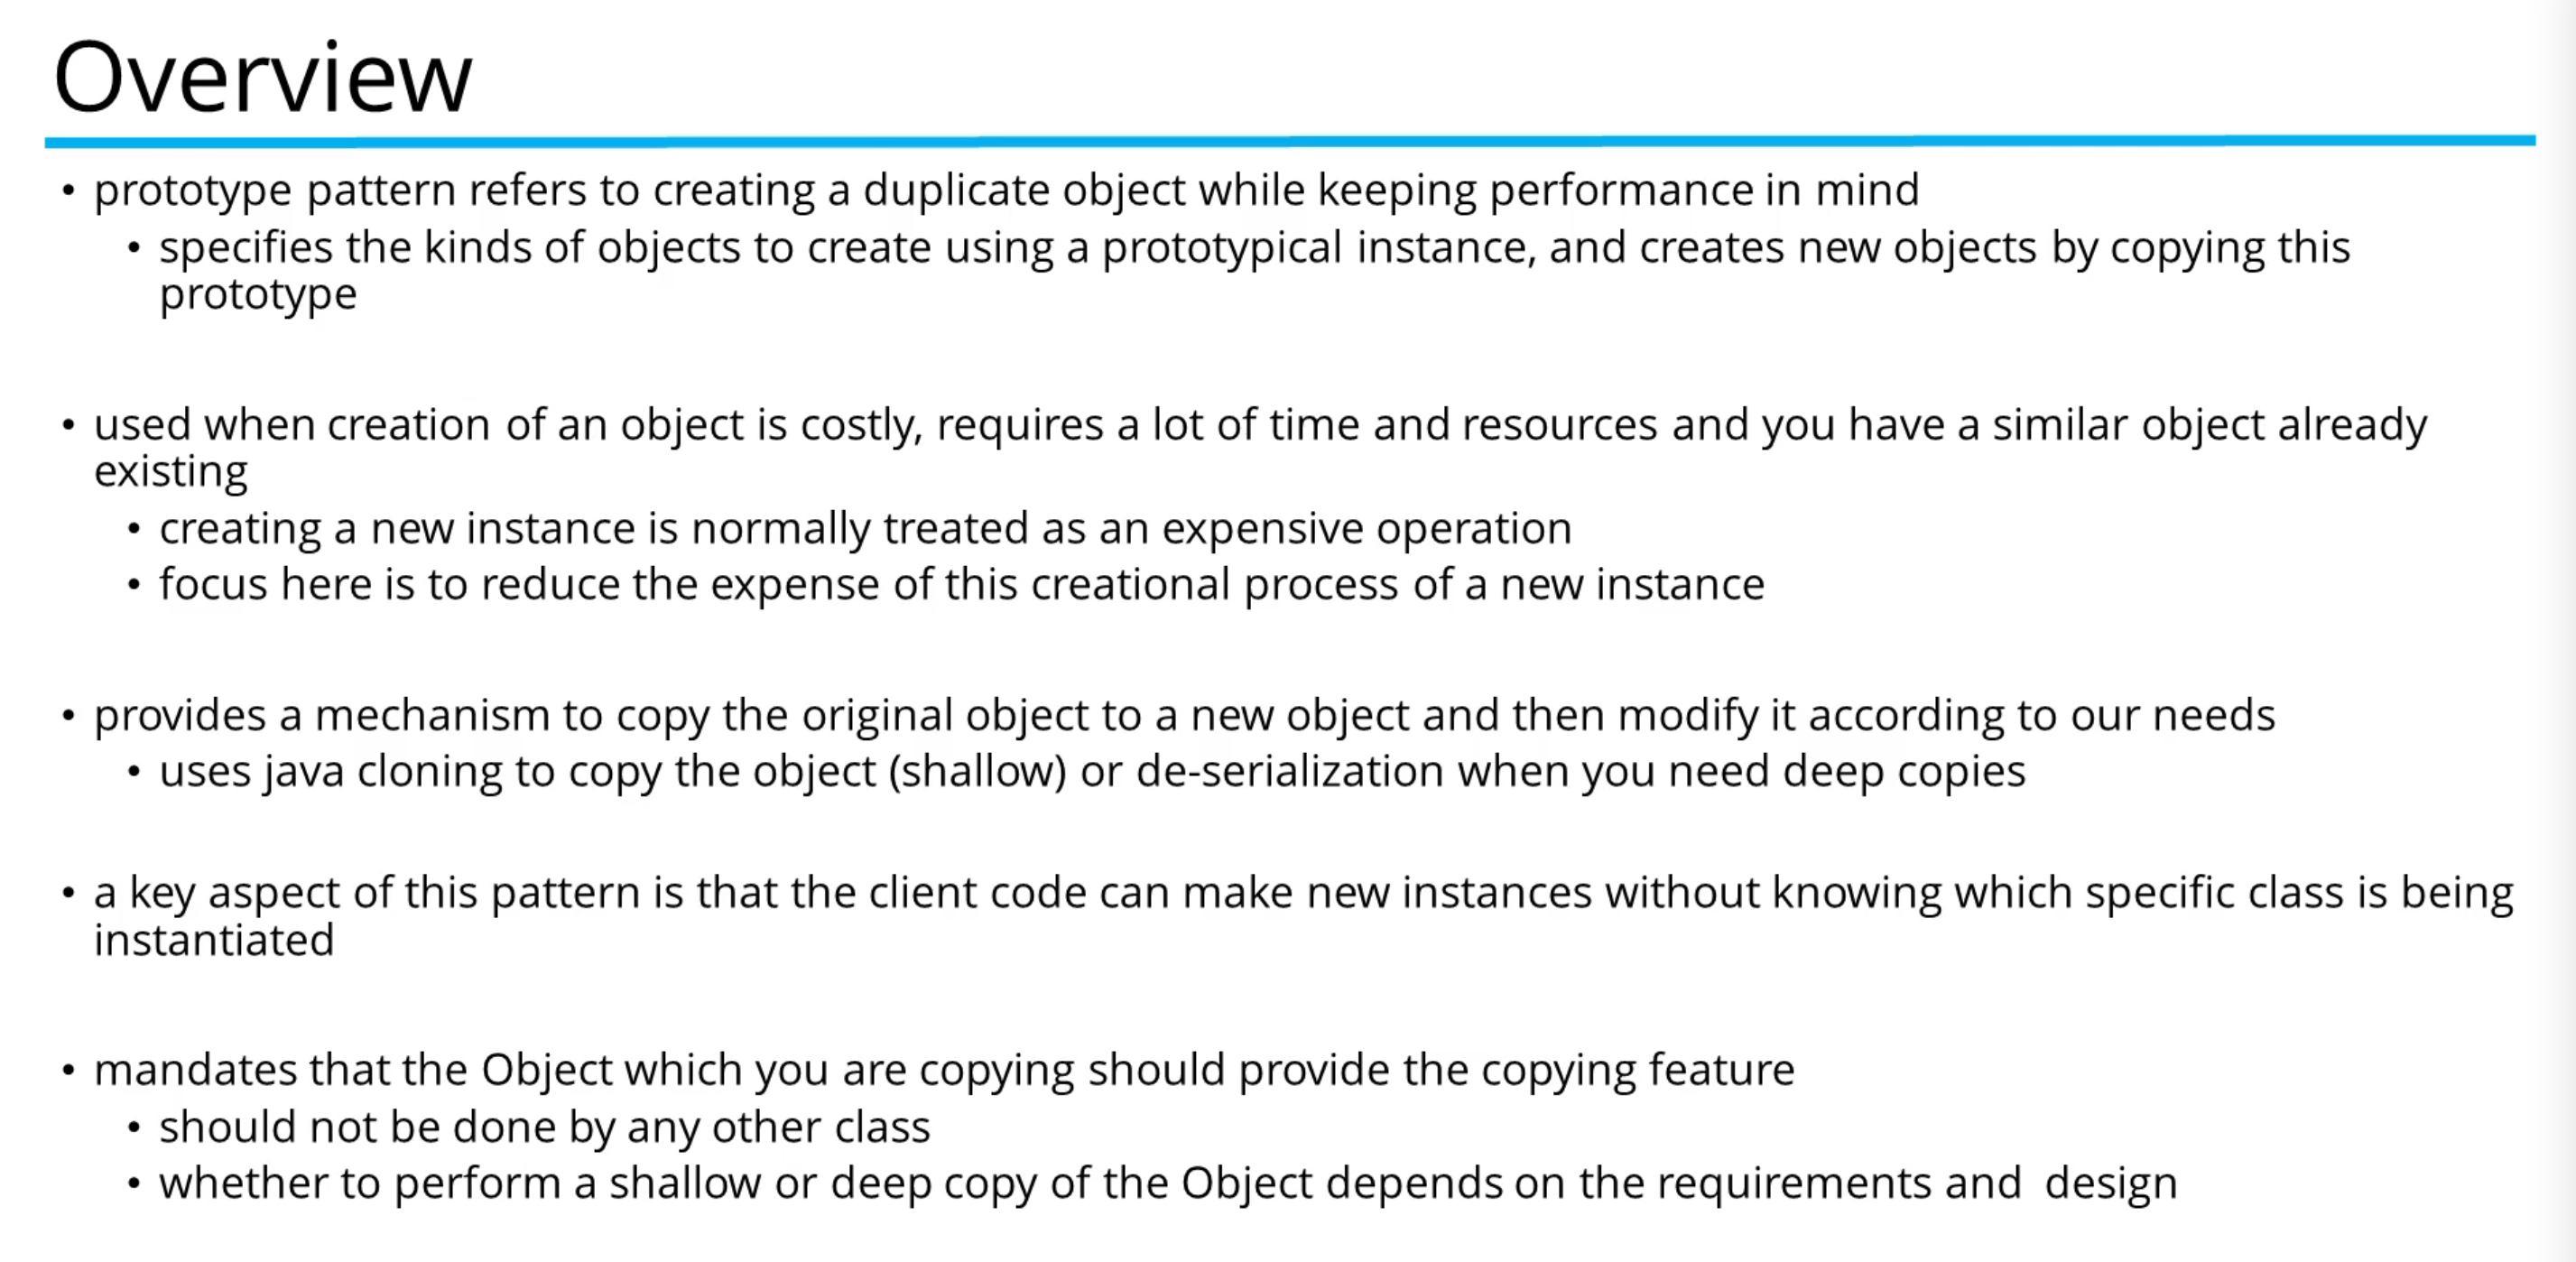 Overview
• prototype pattern refers to creating a duplicate object while keeping performance in mind
• specifies the kinds of objects to create using a prototypical instance, and creates new objects by copying this
prototype
• used when creation of an object is costly, requires a lot of time and resources and you have a similar object already
existing
• creating a new instance is normally treated as an expensive operation
• focus here is to reduce the expense of this creational process of a new instance
• provides a mechanism to copy the original object to a new object and then modify it according to our needs
• uses java cloning to copy the object (shallow) or de-serialization when you need deep copies
• a key aspect of this pattern is that the client code can make new instances without knowing which specific class is being
instantiated
• mandates that the Object which you are copying should provide the copying feature
• should not be done by any other class
• whether to perform a shallow or deep copy of the Object depends on the requirements and design